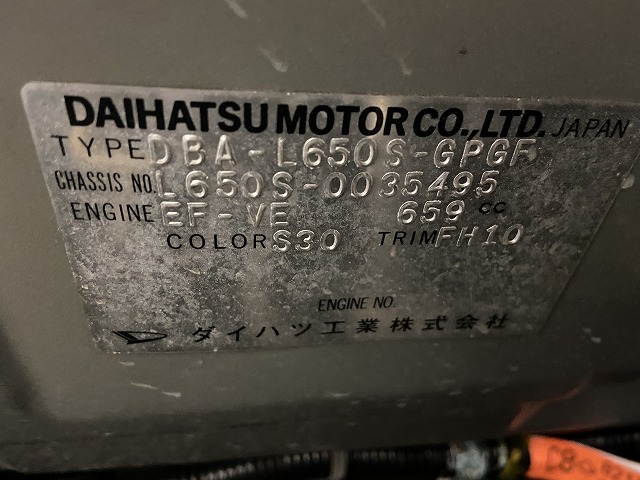 DAIHATSU MOTOR CO.,LTD. JAPAN
TYPE DBA-L650S-GPGF
CHASSIS NO. L650S-0035495
ENGINE EF-VE 659 cc
COLOR S30 TRIM FH10
ENGINE NO.
ダイハツ工業株式会社